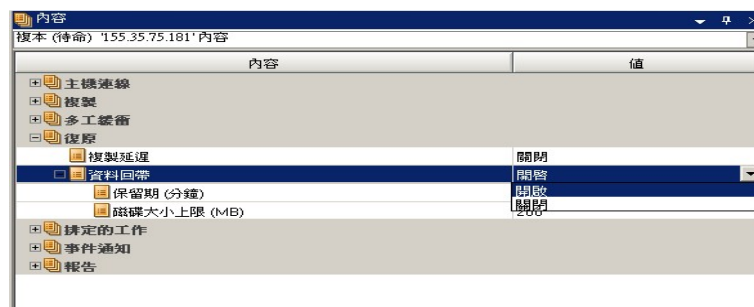 內容
複本 (待命) '155.35.75.181' 內容
內容 值
主機連線
複製
多工緩衝
復原
複製延遲 關閉
資料回帶 開啓
保留期 (分鐘) 開啟
關閉
磁碟大小上限 (MB) 200
排定的工作
事件通知
報告